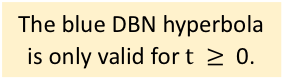 The blue DBN hyperbola
is only valid for t ≥ 0.